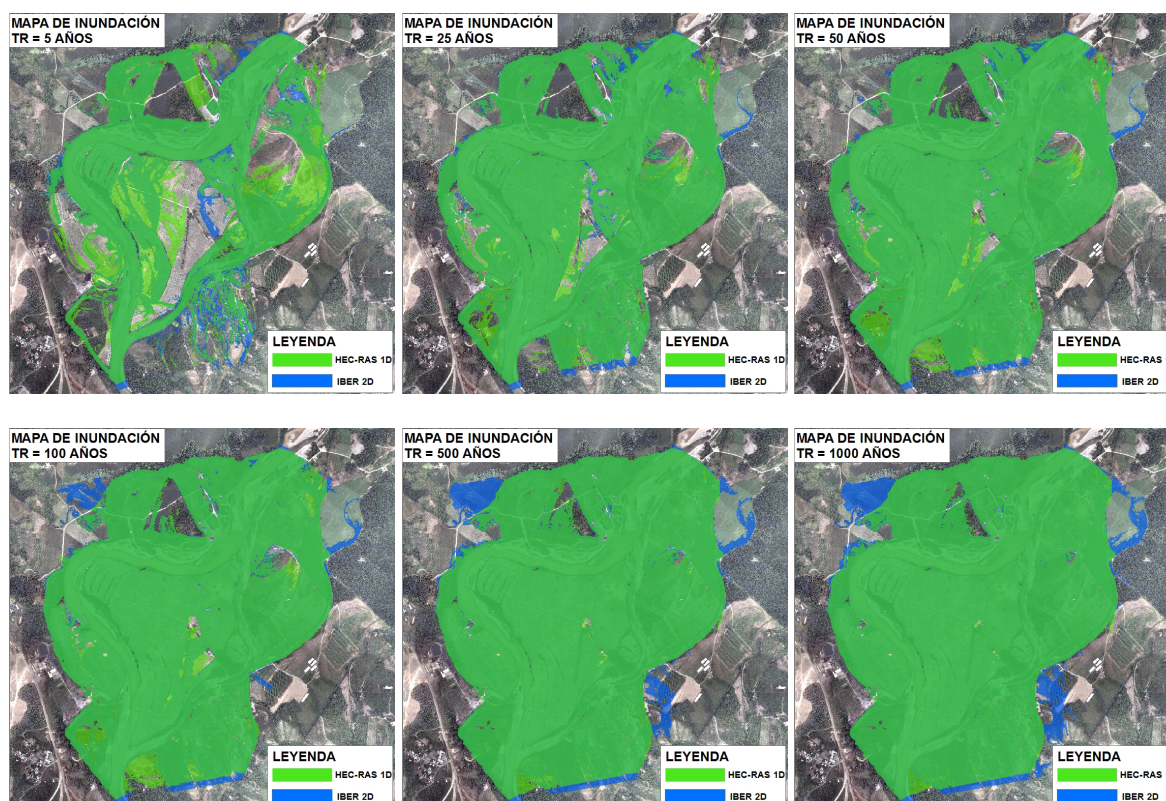 MAPA DE INUNDACIÓN
TR = 5 AÑOS
LEYENDA
HEC-RAS 1D
IBER 2D
MAPA DE INUNDACIÓN
TR = 25 AÑOS
LEYENDA
HEC-RAS 1D
IBER 2D
MAPA DE INUNDACIÓN
TR = 50 AÑOS
LEYENDA
HEC-RAS
IBER 2D
MAPA DE INUNDACIÓN
TR = 100 AÑOS
LEYENDA
HEC-RAS 1D
IBER 2D
MAPA DE INUNDACIÓN
TR = 500 AÑOS
LEYENDA
HEC-RAS 1D
IBER 2D
MAPA DE INUNDACIÓN
TR = 1000 AÑOS
LEYENDA
HEC-RAS
IBER 2D